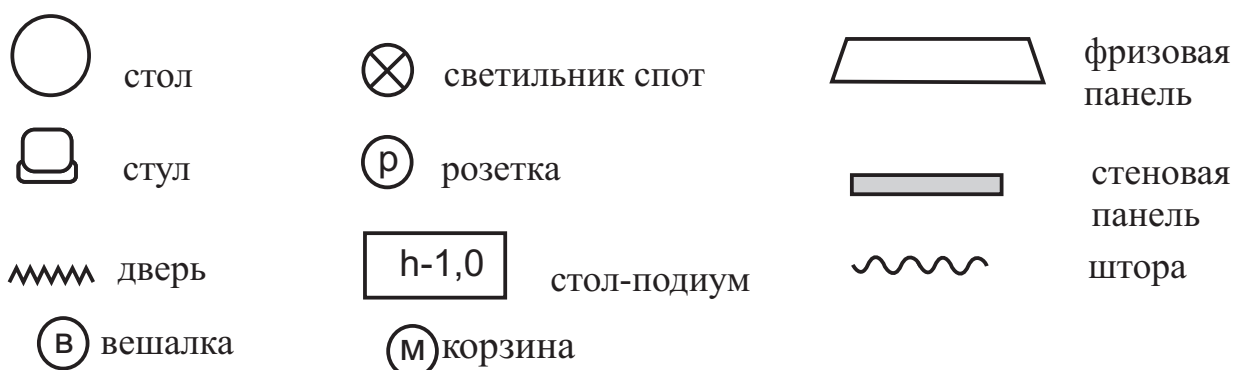 стол
светильник спот
фризовая
панель
стул
р
розетка
стеновая
панель
дверь
h-1,0
стол-подиум
штора
в вешалка
м корзина